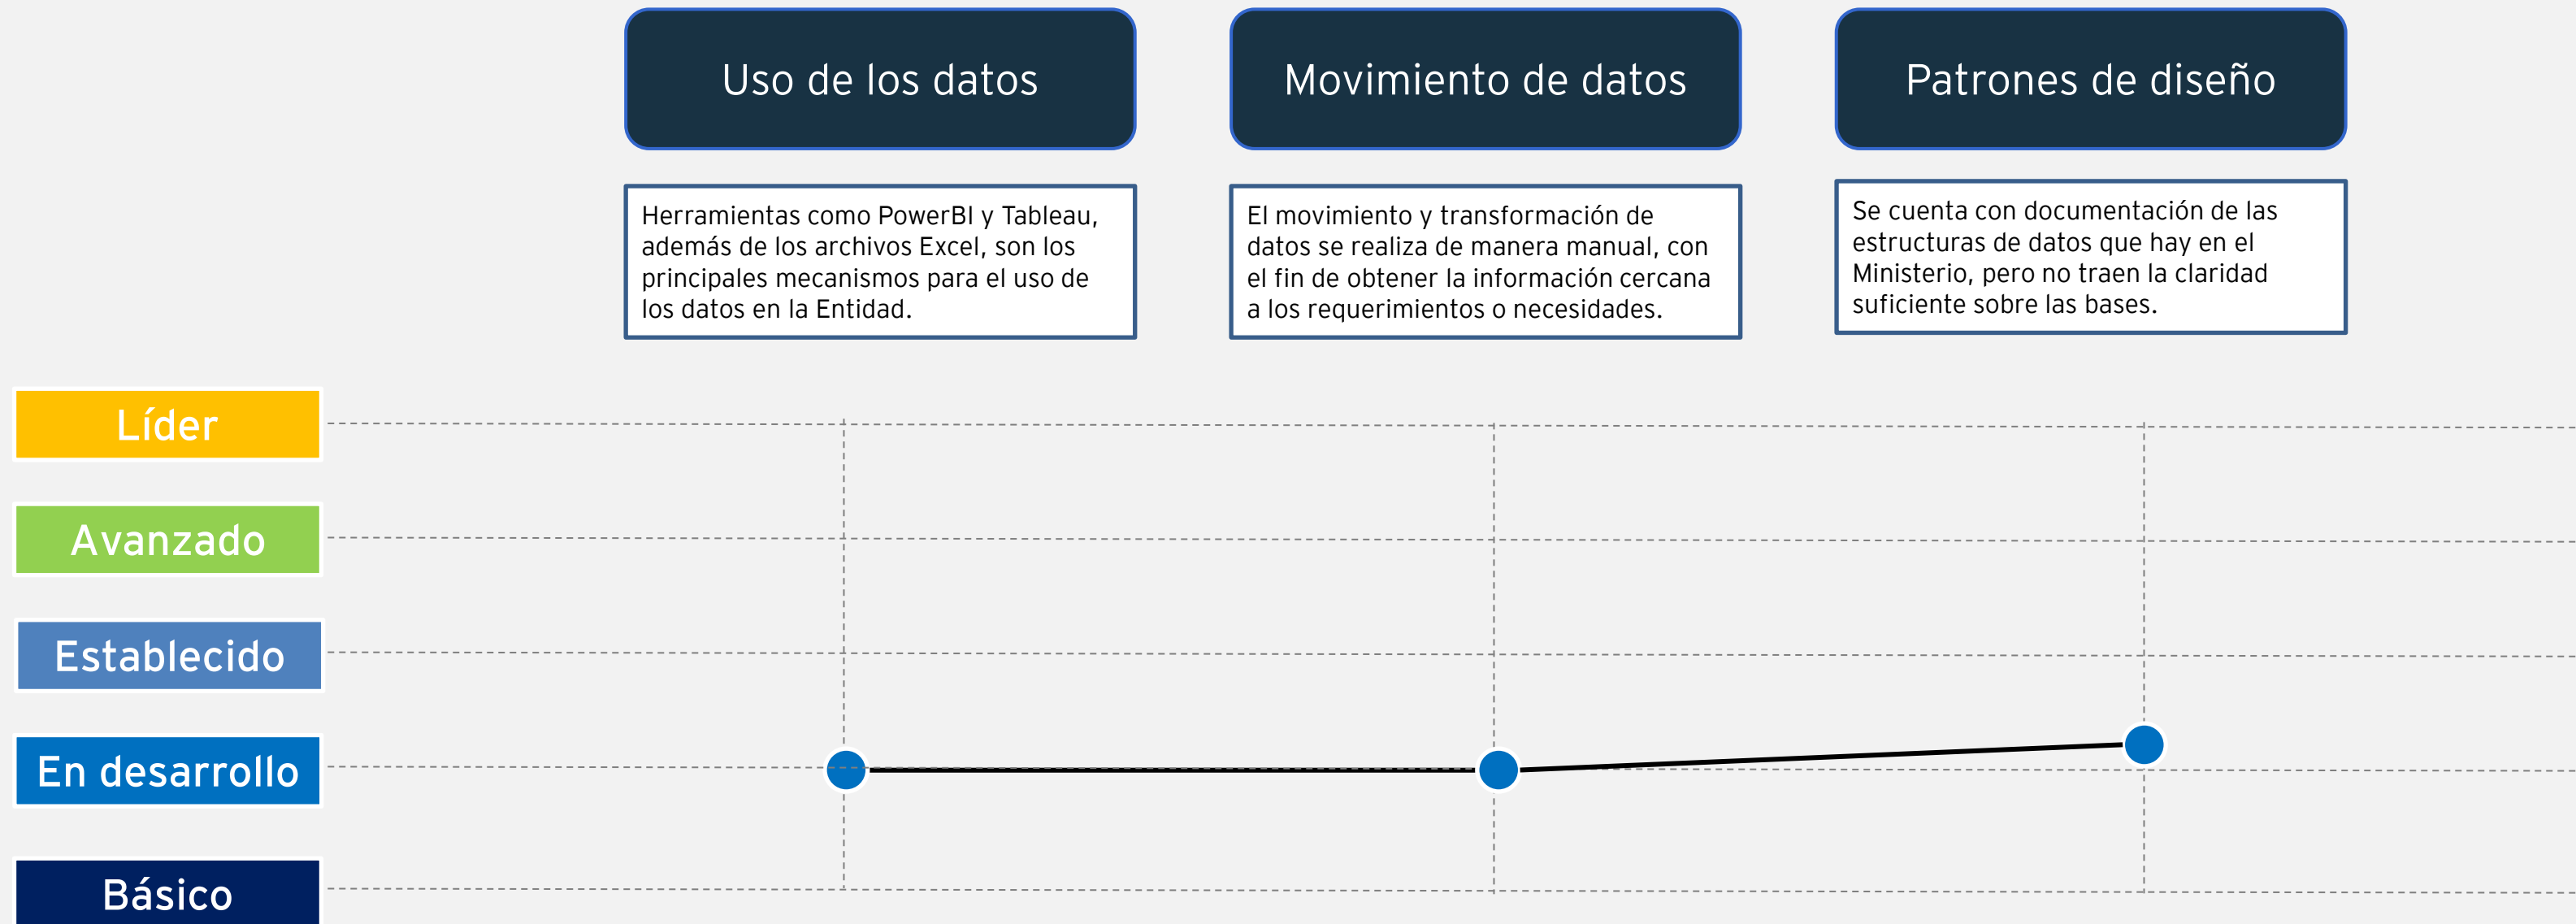 Uso de los datos
Movimiento de datos
Patrones de diseño
Herramientas como PowerBI y Tableau,
además de los archivos Excel, son los
principales mecanismos para el uso de
los datos en la Entidad.
El movimiento y transformación de
datos se realiza de manera manual, con
el fin de obtener la información cercana
a los requerimientos o necesidades.
Se cuenta con documentación de las
estructuras de datos que hay en el
Ministerio, pero no traen la claridad
suficiente sobre las bases.
Líder
Avanzado
Establecido
En desarrollo
Básico